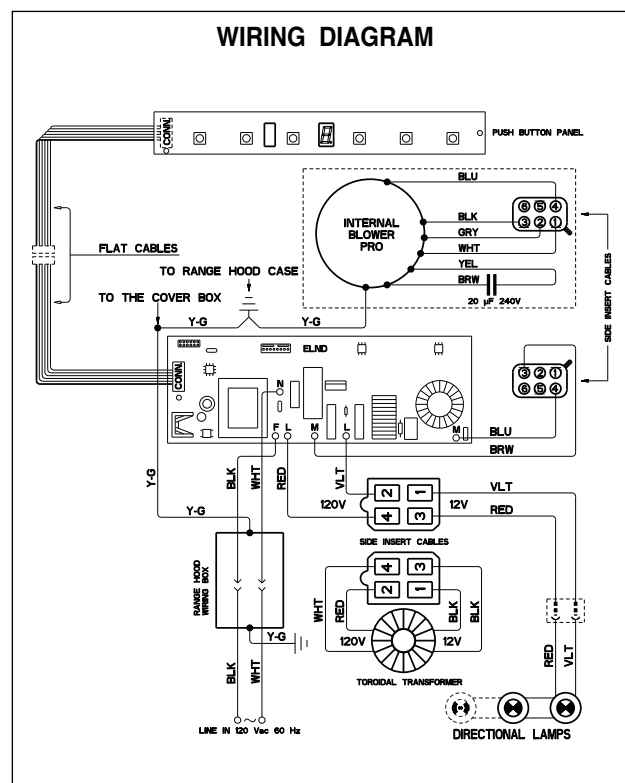 WIRING DIAGRAM
CONN.
8
PUSH BUTTON PANEL
BLU
INTERNAL
BLOWER
PRO
BLK
GRY
WHT
YEL
BRW
20 µF 240V
6 5 4
3 2 1
SIDE INSERT CABLES
FLAT CABLES
TO RANGE HOOD CASE
TO THE COVER BOX
Y-G
Y-G
ELND
CONN.
N
F L M L M
3 2 1
6 5 4
BLU
BRW
Y-G
BLK
WHT
RED
VLT
120V
2 1
4 3
12V
VLT
RED
SIDE INSERT CABLES
Y-G
RANGE HOOD
WIRING BOX
4 3
2 1
WHT
RED
BLK
BLK
120V
12V
TOROIDAL TRANSFORMER
Y-G
BLK
WHT
RED
VLT
LINE IN 120 Vac 60 Hz
DIRECTIONAL LAMPS